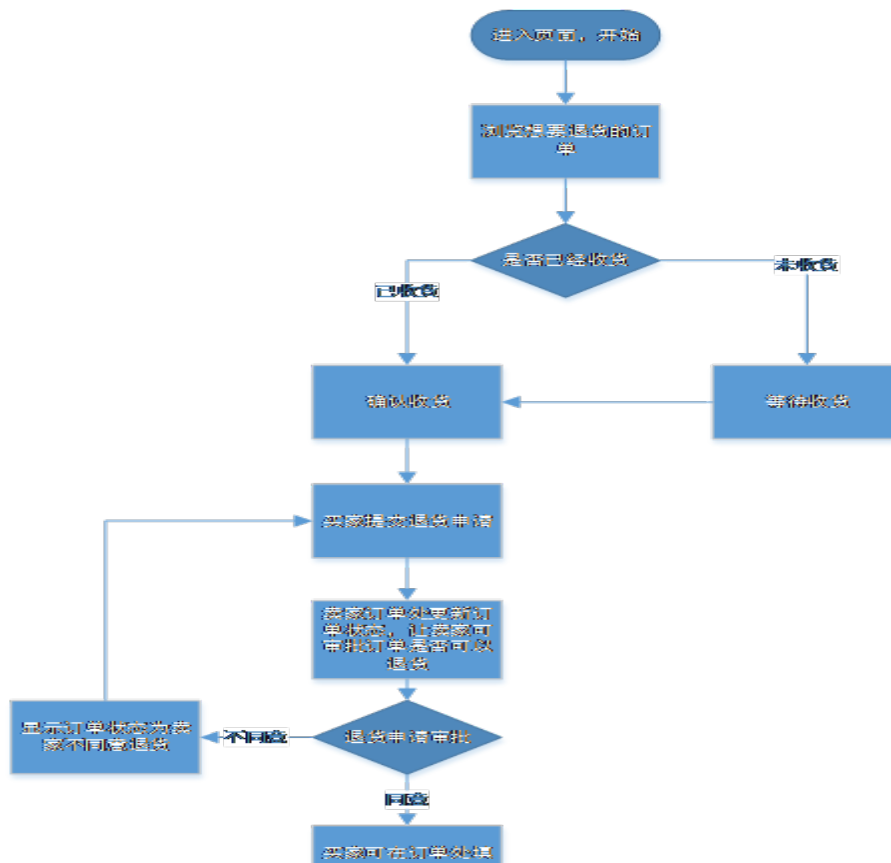 进入页面，开始
浏览想要退货的订
单
是否已经收货
未收货
已收货
确认收货
等待收货
买家提交退货申请
卖家订单处更新订
单状态，让卖家可
审批订单是否可以
退货
显示订单状态为卖
家不同意退货
不同意
退货申请审批
同意
买家可在订单处填